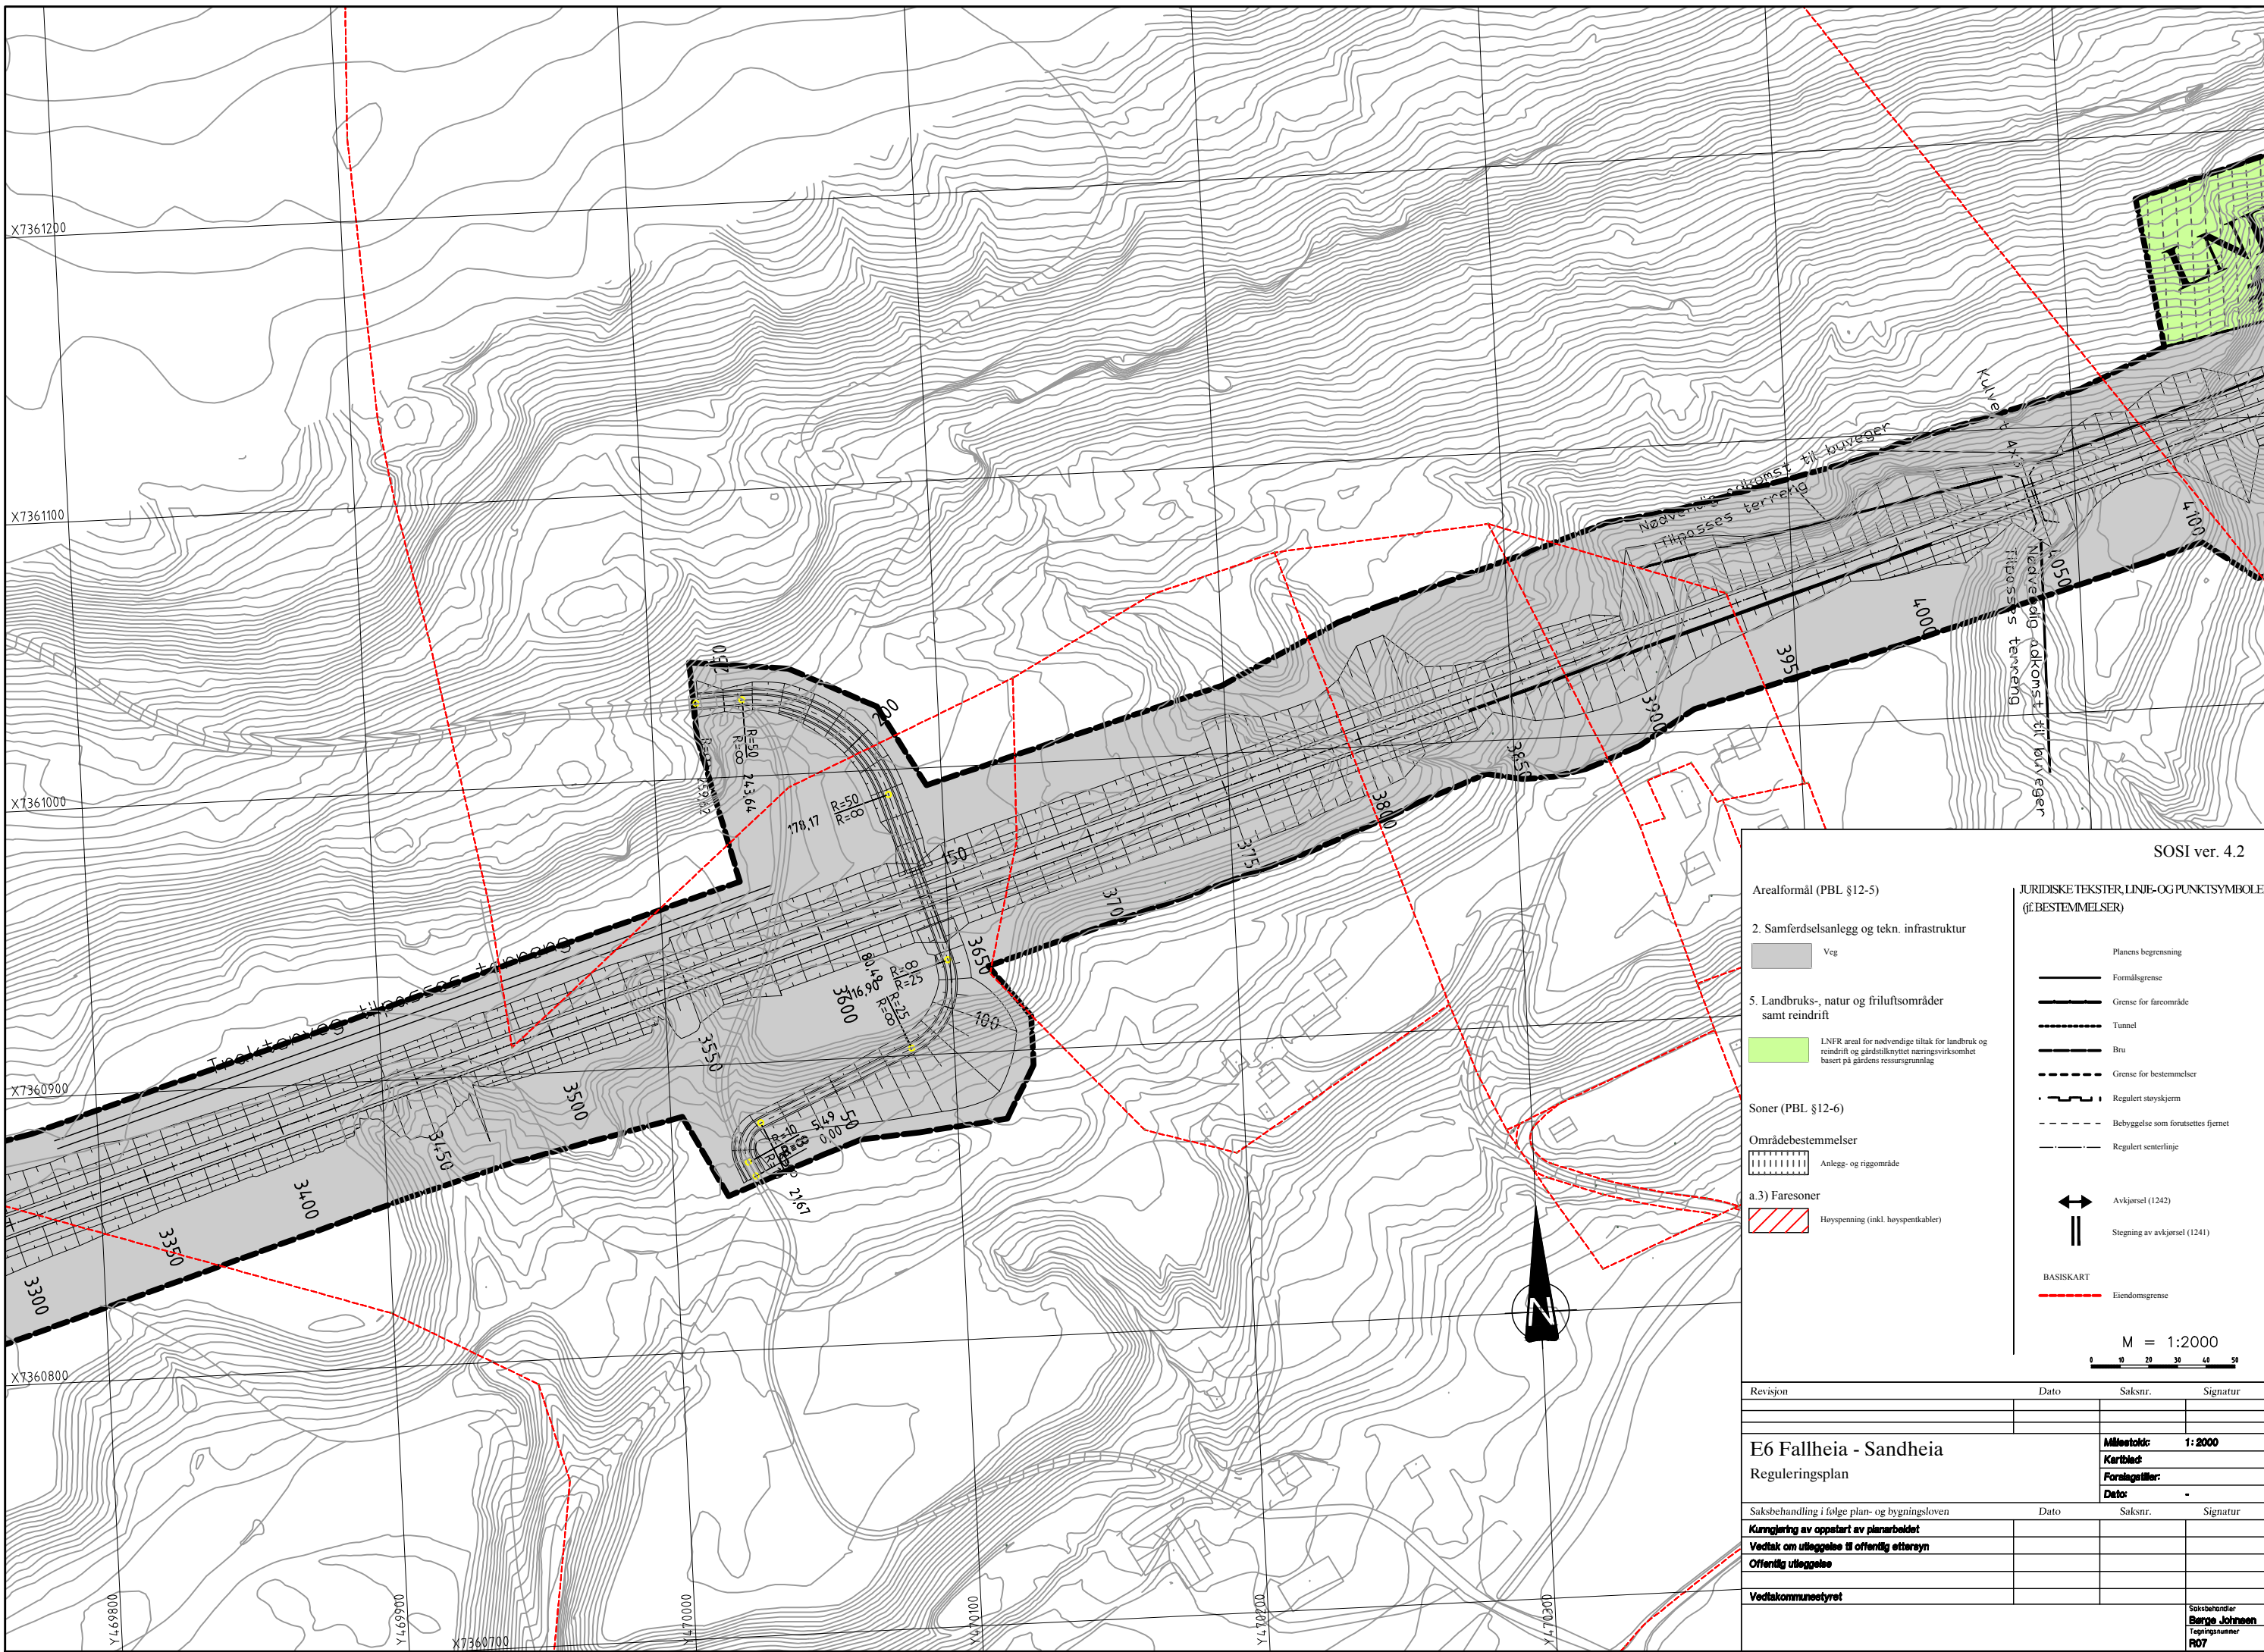 X7361200
X7361100
X7361000
X7360900
X7360800
X7360700
Y469800
Y469900
Y470000
Y470100
Y470200
Y470300
Kulvert
Nødvendig adkomst til buveger
Tilpasses terreng
Nødvendig adkomst til buveger
Tilpasses terreng
Traktorveg tilpasses terreng
3300
3350
3400
3450
3500
3550
3600
3650
3700
3800
3850
3900
4000
4050
4100
50
100
150
200
250
R=50
R=∞
243,64
R=50
R=∞
178,17
80,49
R=∞
R=25
116,90
R=25
R=∞
R=10
0,00
21,67
N
SOSI ver. 4.2
Arealformål (PBL §12-5)
2. Samferdselsanlegg og tekn. infrastruktur
Veg
5. Landbruks-, natur og friluftsområder
samt reindrift
LNFR areal for nødvendige tiltak for landbruk og
reindrift og gårdstilknyttet næringsvirksomhet
basert på gårdens ressursgrunnlag
Soner (PBL §12-6)
Områdebestemmelser
Anlegg- og riggområde
a.3) Faresoner
Høyspenning (inkl. høyspentkabler)
JURIDISKE TEKSTER, LINJE- OG PUNKTSYMBOLE
(jf. BESTEMMELSER)
Planens begrensning
Formålsgrense
Grense for fareområde
Tunnel
Bru
Grense for bestemmelser
Regulert støyskjerm
Bebyggelse som forutsettes fjernet
Regulert senterlinje
Avkjørsel (1242)
Stegning av avkjørsel (1241)
BASISKART
Eiendomsgrense
M = 1:2000
0 10 20 30 40 50
Revisjon Dato Saksnr. Signatur
E6 Fallheia - Sandheia
Reguleringsplan
Målestokk: 1: 2000
Kartblad:
Forslagstiller:
Dato: -
Saksbehandling i følge plan- og bygningsloven Dato Saksnr. Signatur
Kunngjøring av oppstart av planarbeidet
Vedtak om utleggelse til offentlig ettersyn
Offentlig utleggelse
Vedtakommunestyret
Saksbehandler
Børge Johnsen
Tegningsnummer
R07